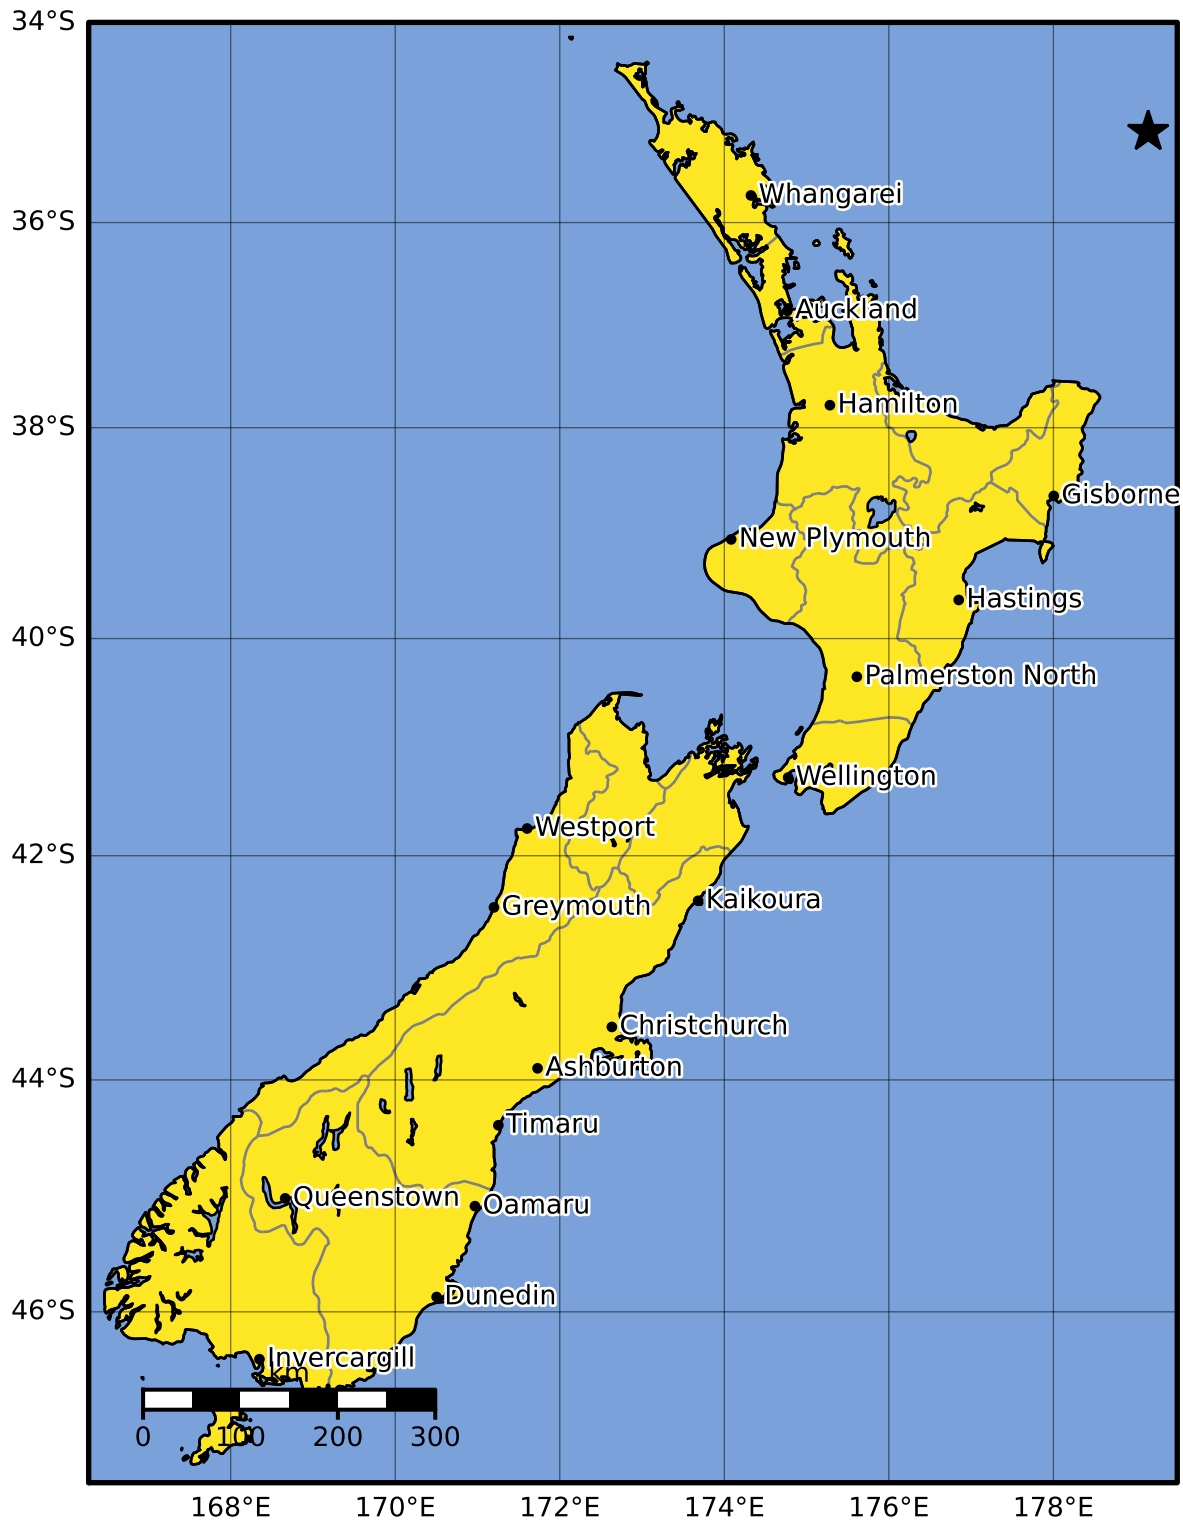 34°S
Whangarei
36°S
Auckland
Hamilton
38°S
Gisborne
New Plymouth
Hastings
40°S
Palmerston North
Wellington
Westport
42°S
Kaikoura
Greymouth
Christchurch
Ashburton
44°S
Timaru
Queenstown
Oamaru
Dunedin
46°S
Invercargill
km
0 100 200 300
168°E 170°E 172°E 174°E 176°E 178°E